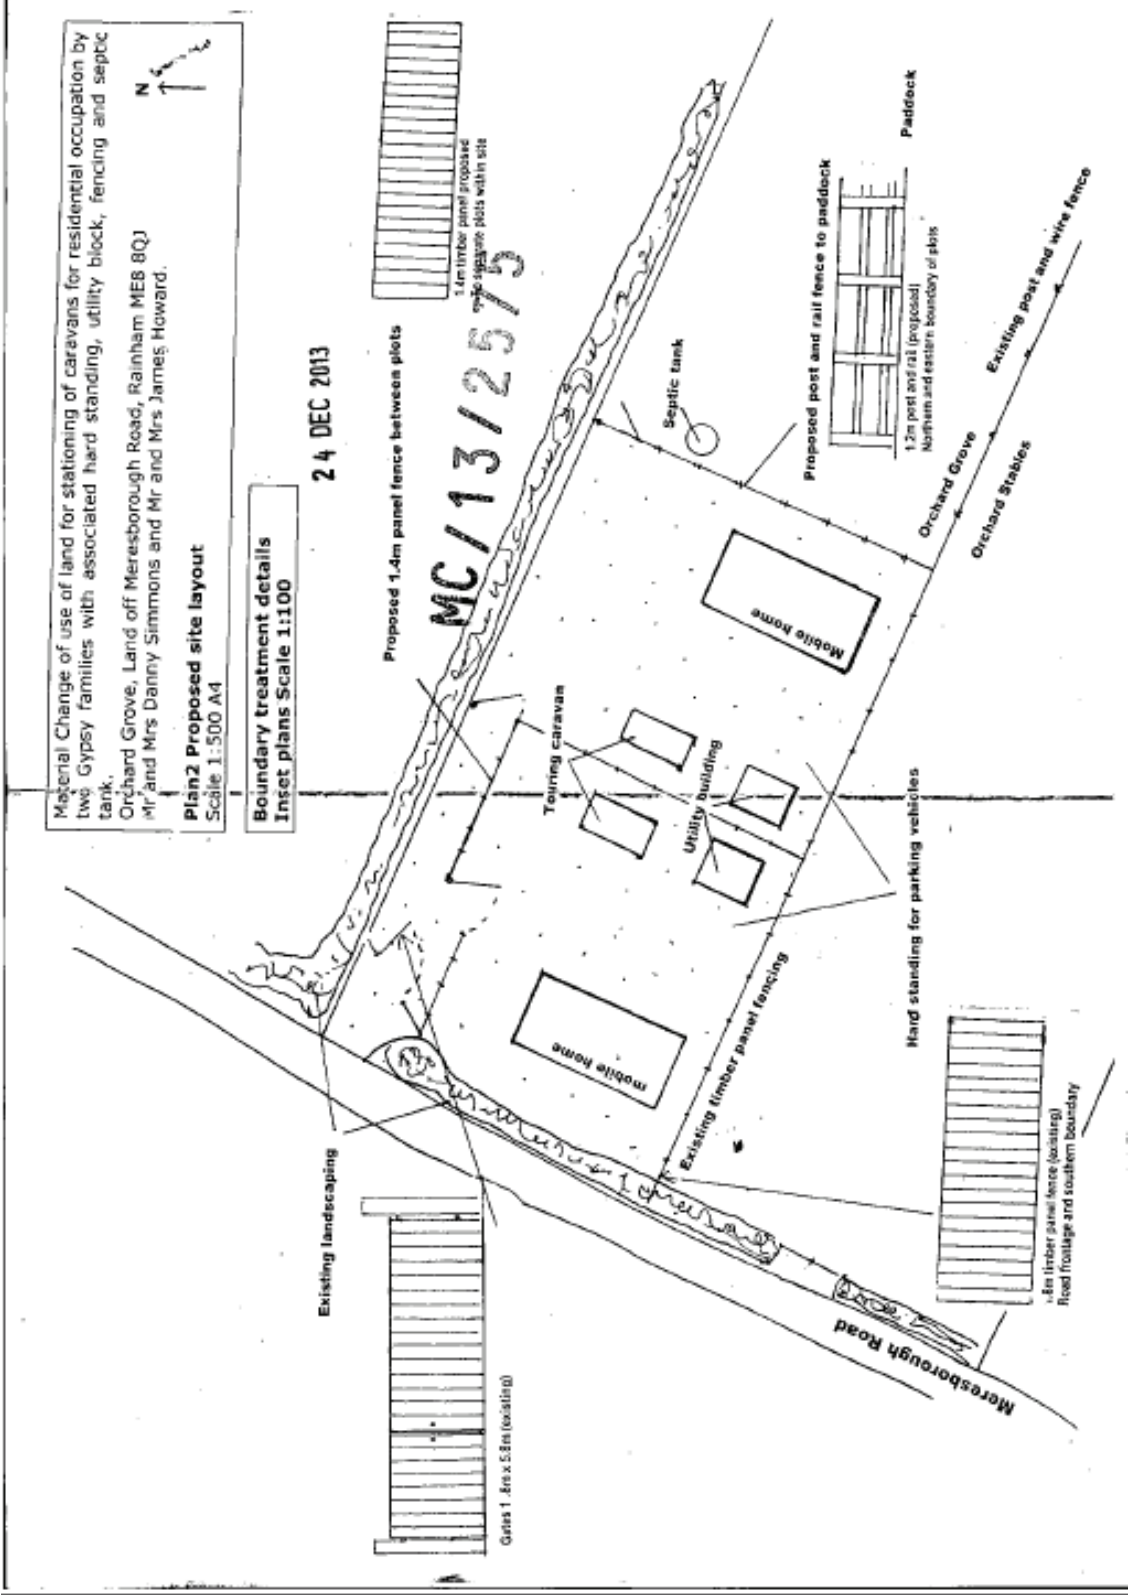 Material Change of use of land for stationing of caravans for residential occupation by
two Gypsy families with associated hard standing, utility block, fencing and septic
tank.
Orchard Grove, Land off Meresborough Road, Rainham ME8 8QJ
Mr and Mrs Danny Simmons and Mr and Mrs James Howard.
N
Plan2 Proposed site layout
Scale 1:500 A4
Boundary treatment details
Inset plans Scale 1:100
24 DEC 2013
MC/13/2575
1.4m timber panel proposed
To separate plots within site
Proposed 1.4m panel fence between plots
Existing landscaping
Gates 1.8m x 5.8m (existing)
Touring caravan
Utility building
Septic tank
Mobile home
mobile home
Proposed post and rail fence to paddock
Paddock
1.2m post and rail (proposed)
Northern and eastern boundary of plots
Orchard Grove
Existing post and wire fence
Orchard Stables
Existing timber panel fencing
Hard standing for parking vehicles
1.8m timber panel fence (existing)
Road frontage and southern boundary
Meresborough Road